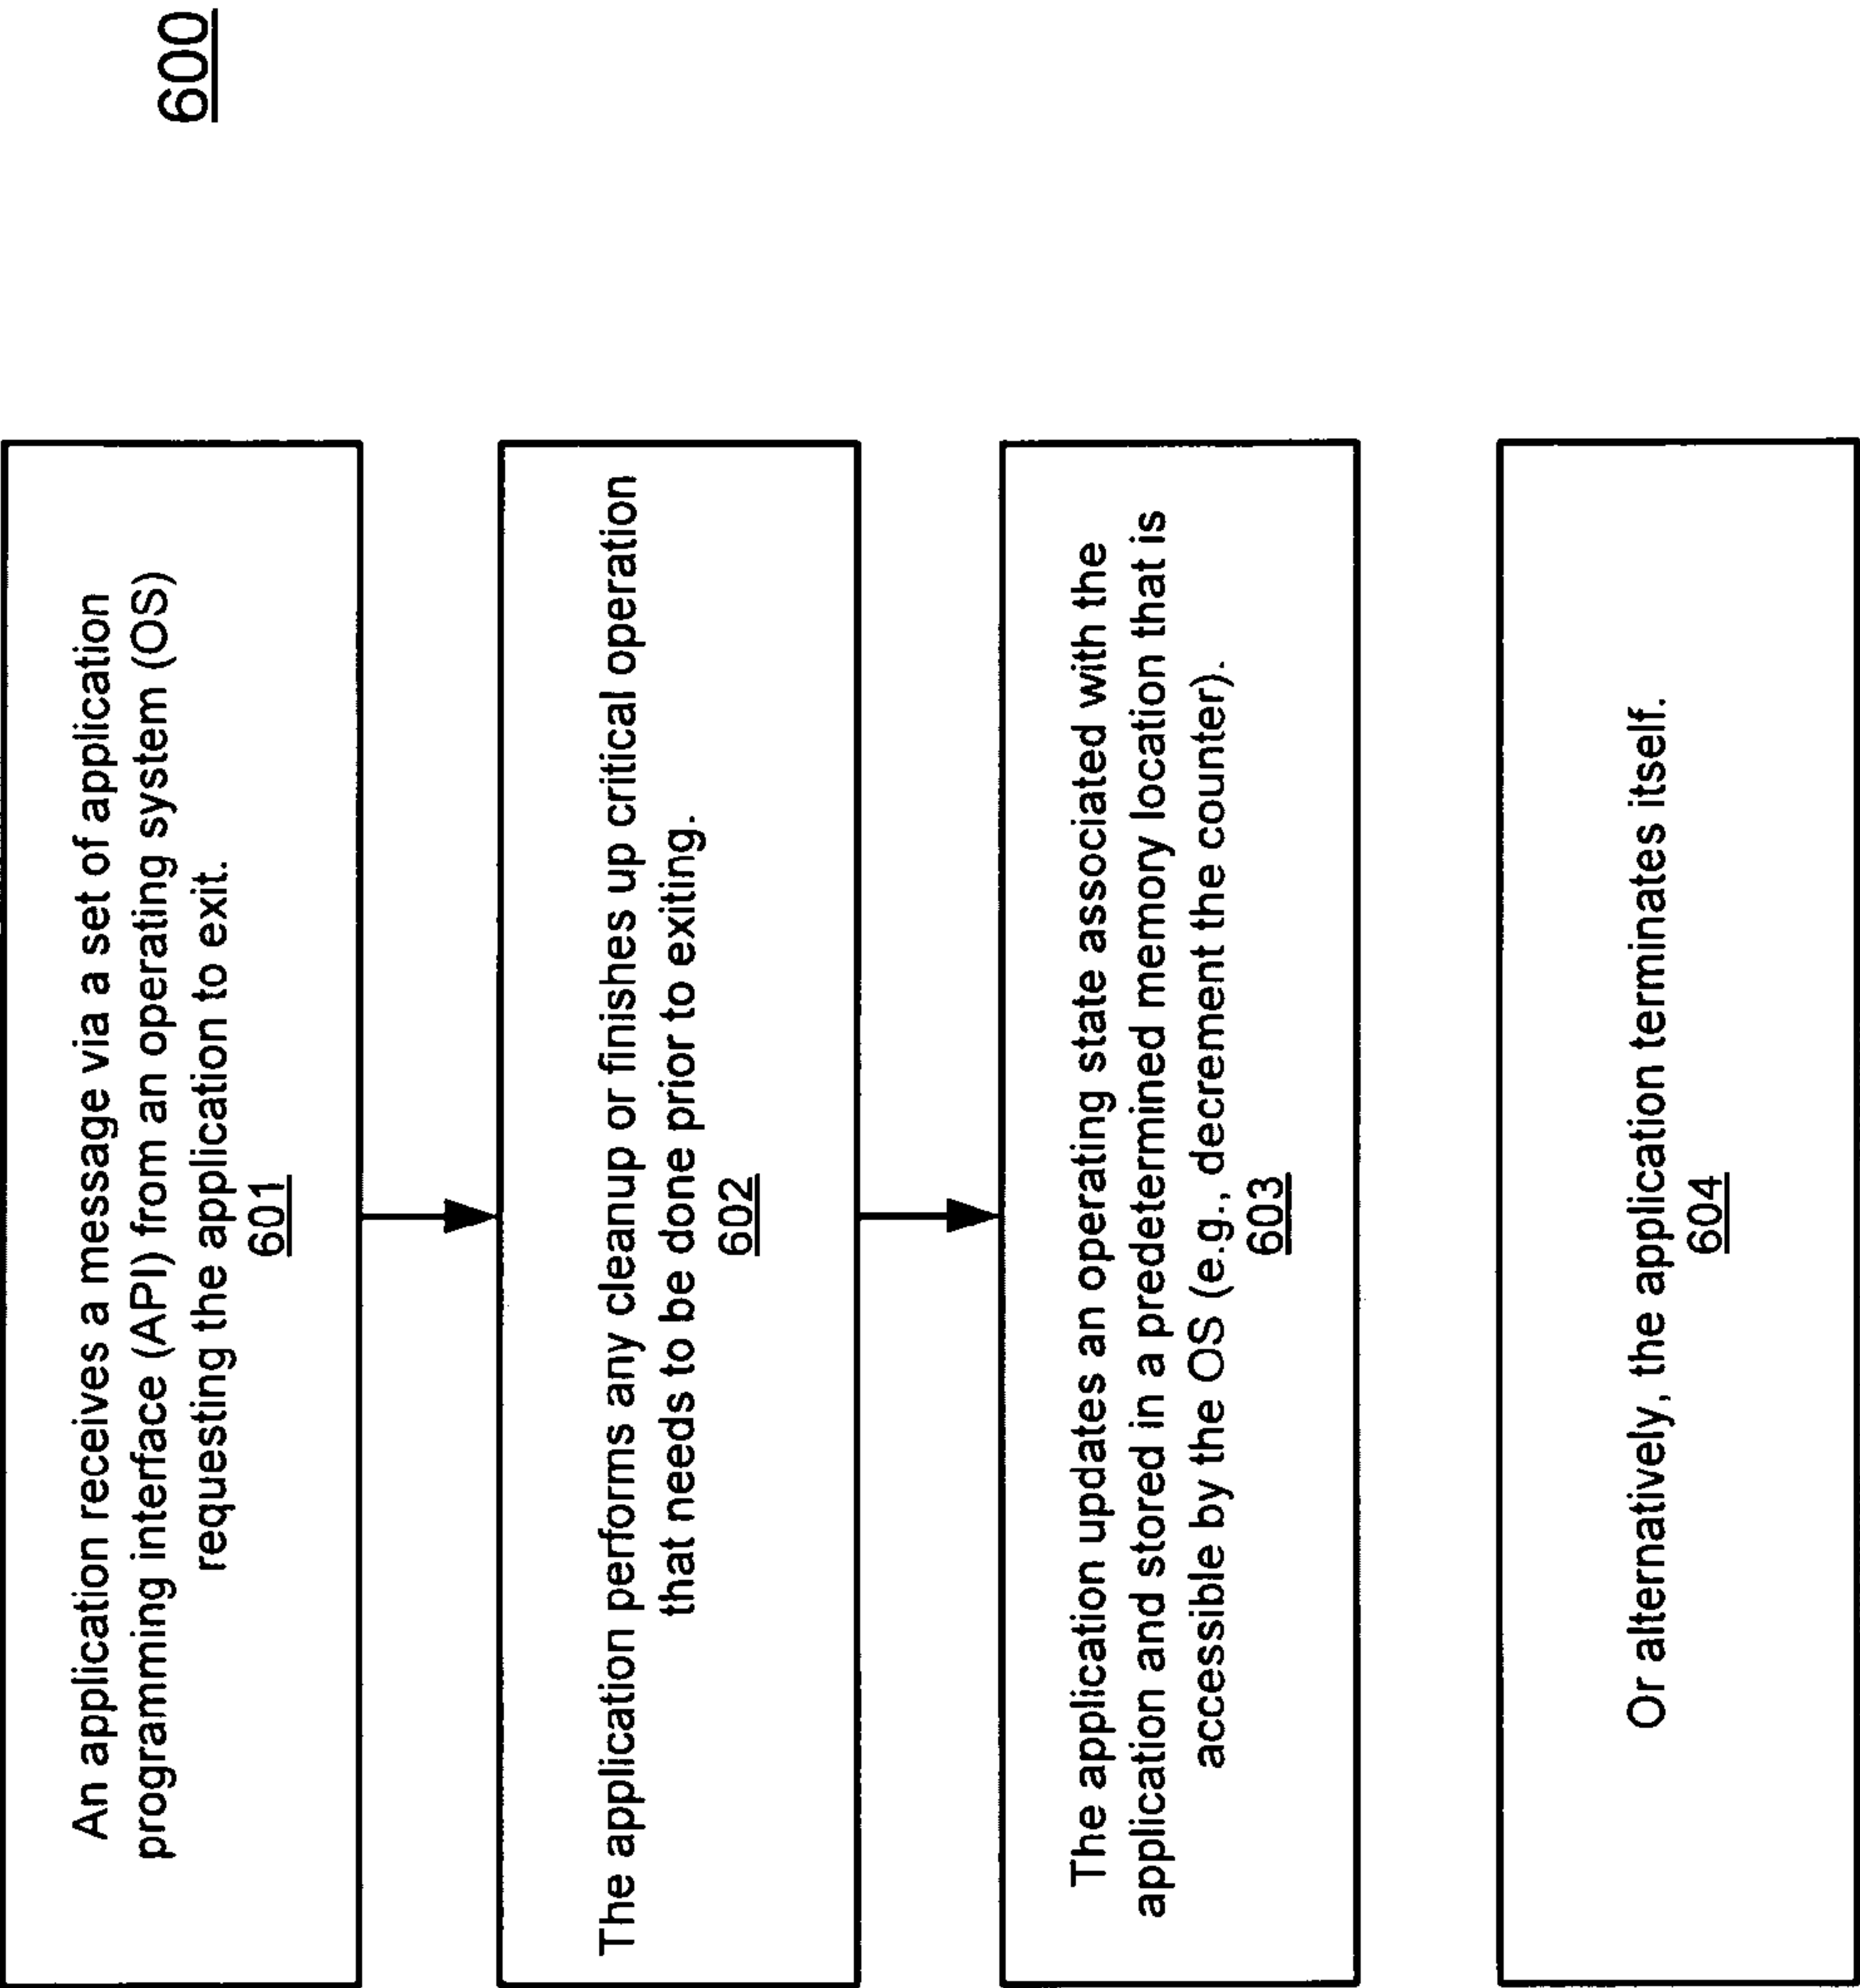 600
An application receives a message via a set of application
programming interface (API) from an operating system (OS)
requesting the application to exit.
601
The application performs any cleanup or finishes up critical operation
that needs to be done prior to exiting.
602
The application updates an operating state associated with the
application and stored in a predetermined memory location that is
accessible by the OS (e.g., decrement the counter).
603
Or alternatively, the application terminates itself.
604